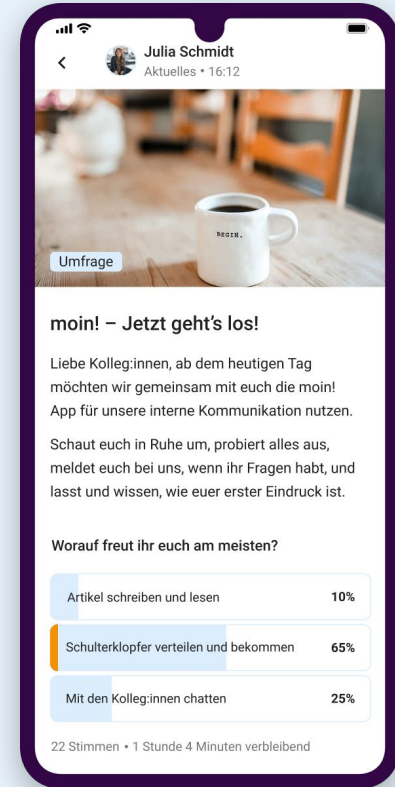 Julia Schmidt
Aktuelles • 16:12
BEGIN.
Umfrage
moin! – Jetzt geht’s los!
Liebe Kolleg:innen, ab dem heutigen Tag
möchten wir gemeinsam mit euch die moin!
App für unsere interne Kommunikation nutzen.
Schaut euch in Ruhe um, probiert alles aus,
meldet euch bei uns, wenn ihr Fragen habt, und
lasst und wissen, wie euer erster Eindruck ist.
Worauf freut ihr euch am meisten?
Artikel schreiben und lesen 10%
Schulterklopfer verteilen und bekommen 65%
Mit den Kolleg:innen chatten 25%
22 Stimmen • 1 Stunde 4 Minuten verbleibend